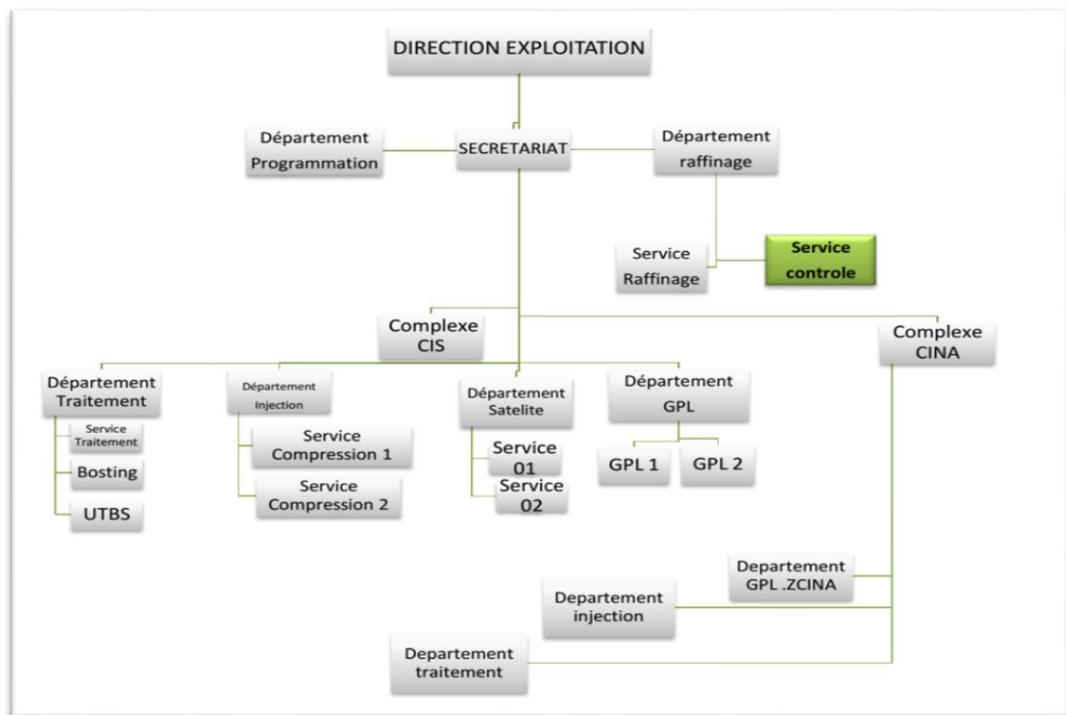 DIRECTION EXPLOITATION
Département
Programmation
SECRETARIAT
Département
raffinage
Service
Raffinage
Service
controle
Complexe
CIS
Complexe
CINA
Département
Traitement
Service
Traitement
Bosting
UTBS
Département
Injection
Service
Compression 1
Service
Compression 2
Département
Satelite
Service
01
Service
02
Département
GPL
GPL 1
GPL 2
Departement
GPL .ZCINA
Departement
injection
Departement
traitement